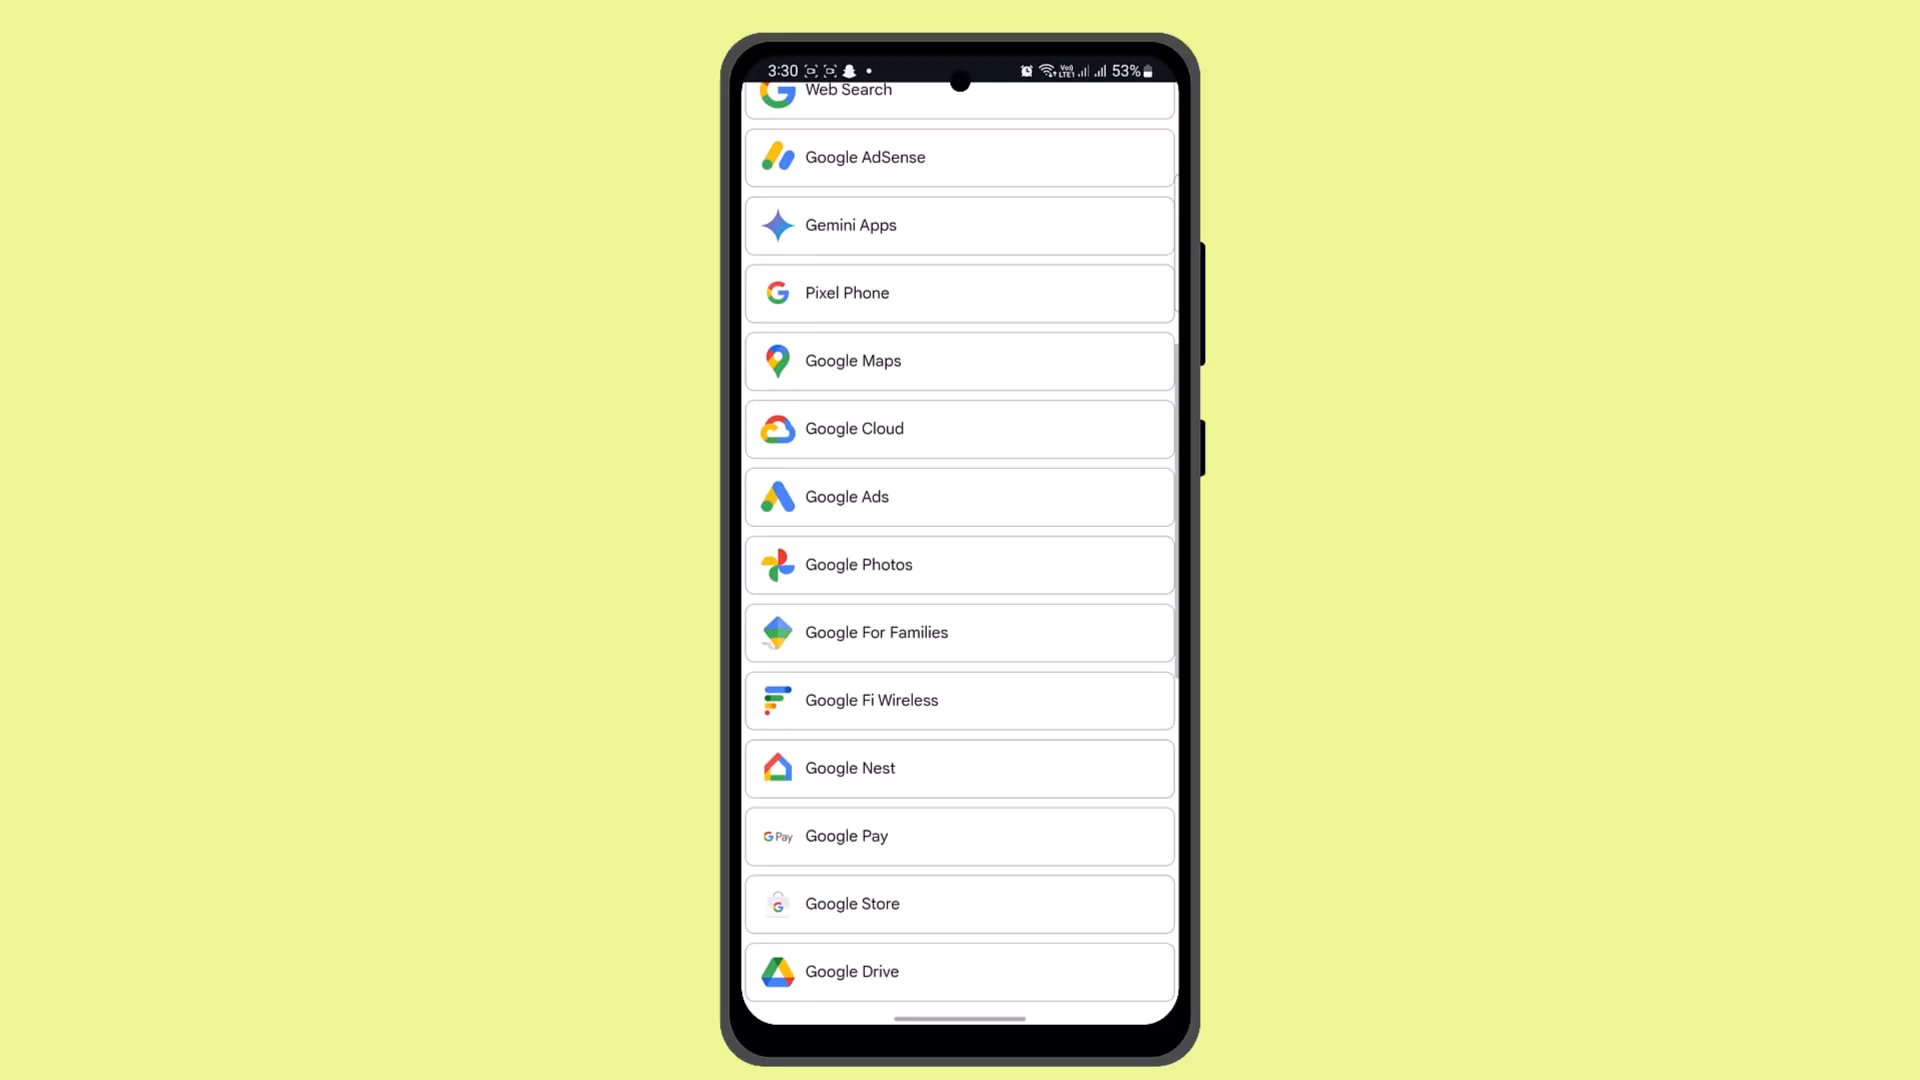 3:30 53%
Web Search
Google AdSense
Gemini Apps
Pixel Phone
Google Maps
Google Cloud
Google Ads
Google Photos
Google For Families
Google Fi Wireless
Google Nest
G Pay Google Pay
Google Store
Google Drive